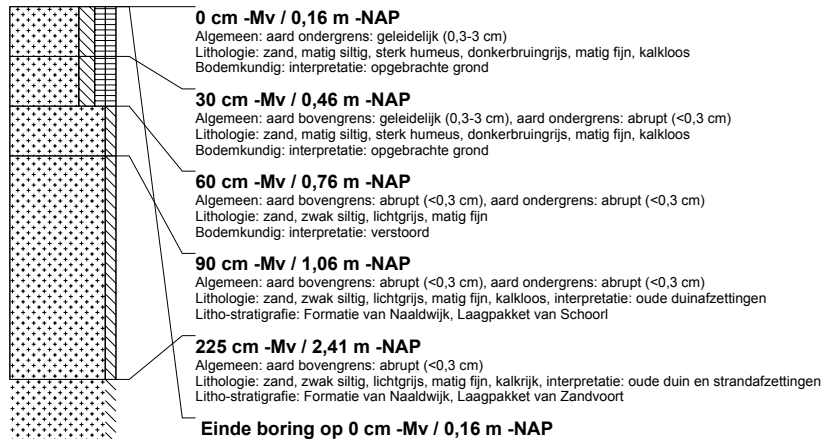 0 cm -Mv / 0,16 m -NAP
Algemeen: aard ondergrens: geleidelijk (0,3-3 cm)
Lithologie: zand, matig siltig, sterk humeus, donkerbruingrijs, matig fijn, kalkloos
Bodemkundig: interpretatie: opgebrachte grond
30 cm -Mv / 0,46 m -NAP
Algemeen: aard bovengrens: geleidelijk (0,3-3 cm), aard ondergrens: abrupt (<0,3 cm)
Lithologie: zand, matig siltig, sterk humeus, donkerbruingrijs, matig fijn, kalkloos
Bodemkundig: interpretatie: opgebrachte grond
60 cm -Mv / 0,76 m -NAP
Algemeen: aard bovengrens: abrupt (<0,3 cm), aard ondergrens: abrupt (<0,3 cm)
Lithologie: zand, zwak siltig, lichtgrijs, matig fijn
Bodemkundig: interpretatie: verstoord
90 cm -Mv / 1,06 m -NAP
Algemeen: aard bovengrens: abrupt (<0,3 cm), aard ondergrens: abrupt (<0,3 cm)
Lithologie: zand, zwak siltig, lichtgrijs, matig fijn, kalkloos, interpretatie: oude duinafzettingen
Litho-stratigrafie: Formatie van Naaldwijk, Laagpakket van Schoorl
225 cm -Mv / 2,41 m -NAP
Algemeen: aard bovengrens: abrupt (<0,3 cm)
Lithologie: zand, zwak siltig, lichtgrijs, matig fijn, kalkrijk, interpretatie: oude duin en strandafzettingen
Litho-stratigrafie: Formatie van Naaldwijk, Laagpakket van Zandvoort
Einde boring op 0 cm -Mv / 0,16 m -NAP